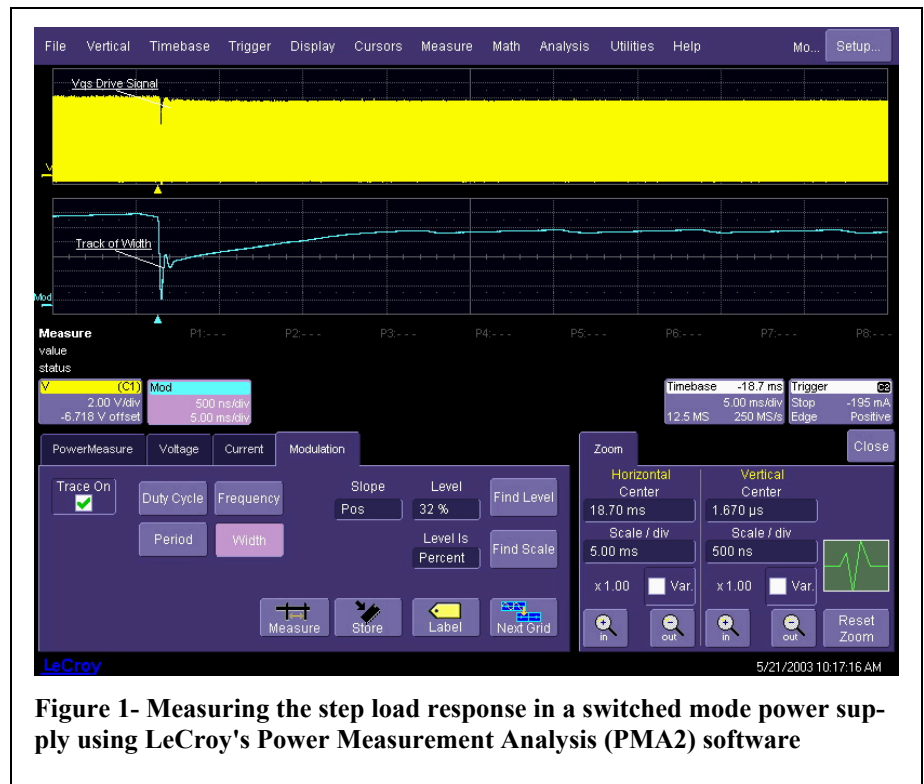 File Vertical Timebase Trigger Display Cursors Measure Math Analysis Utilities Help Mo... Setup...
Vgs Drive Signal
V
Track of Width
Mod
Measure P1:- - - P2:- - - P3:- - - P4:- - - P5:- - - P6:- - - P7:- - - P8:- - -
value
status
V (C1)
2.00 V/div
-6.718 V offset
Mod
500 ns/div
5.00 ms/div
Timebase -18.7 ms
5.00 ms/div
12.5 MS 250 MS/s
Trigger C2
Stop -195 mA
Edge Positive
PowerMeasure Voltage Current Modulation
Trace On
Duty Cycle Frequency
Period Width
Slope
Pos
Level
32 %
Find Level
Level Is
Percent
Find Scale
Measure Store Label Next Grid
Zoom
Close
Horizontal
Center
18.70 ms
Scale / div
5.00 ms
x 1.00 Var.
in out
Vertical
Center
1.670 µs
Scale / div
500 ns
x 1.00 Var.
in out
Reset
Zoom
LeCroy
5/21/2003 10:17:16 AM
Figure 1- Measuring the step load response in a switched mode power sup-
ply using LeCroy's Power Measurement Analysis (PMA2) software